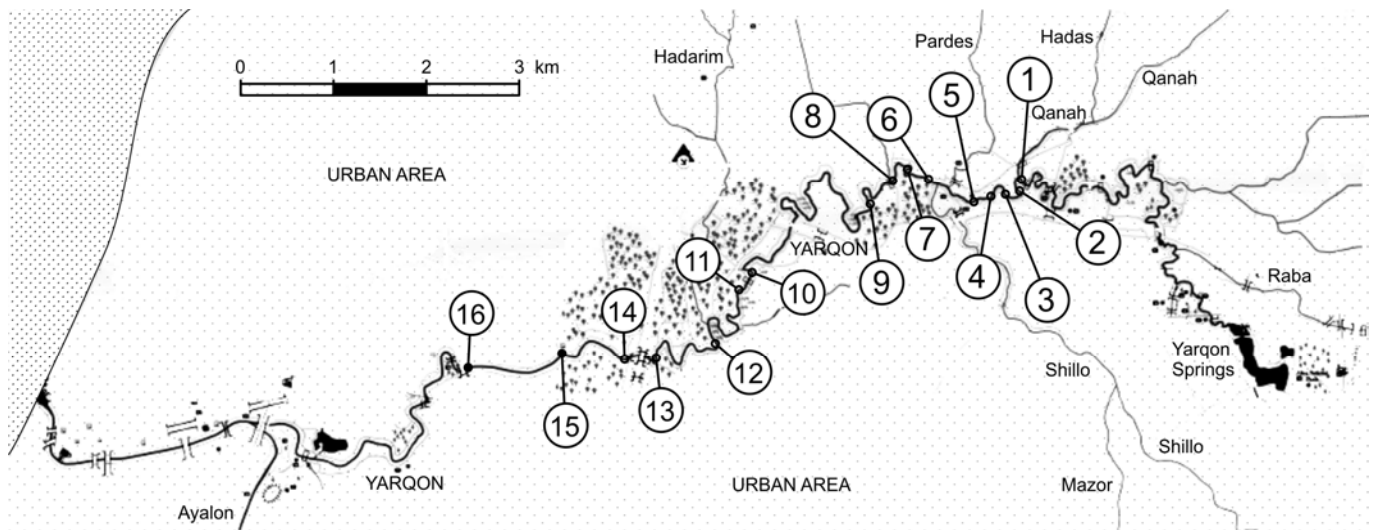 Pardes
Hadas
Hadarim
Qanah
0 1 2 3 km
1
5
6
8
Qanah
URBAN AREA
YARQON
7
2
4
3
9
11
10
Raba
14
16
12
Yarqon
Springs
Shillo
13
15
Shillo
YARQON
URBAN AREA
Mazor
Ayalon